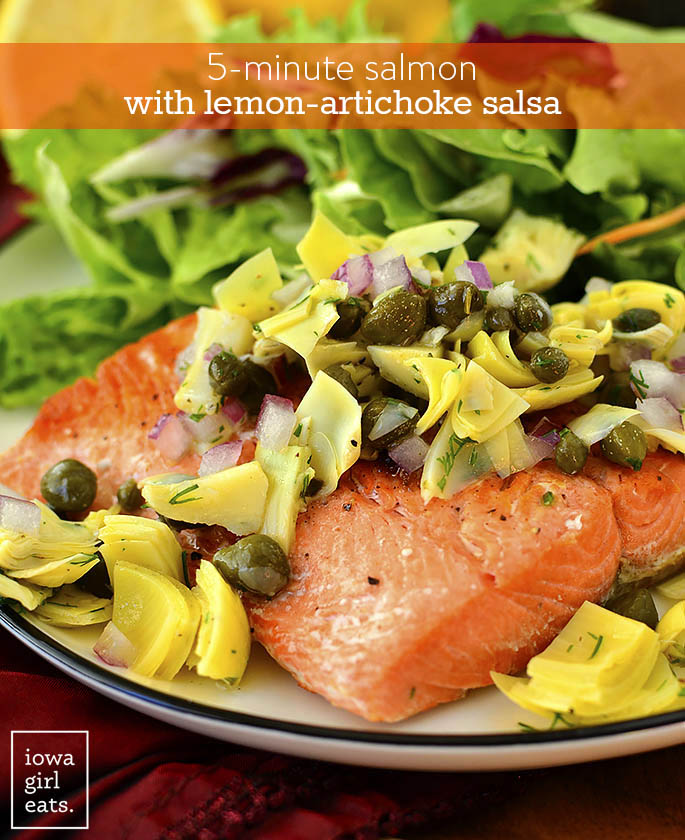 5-minute salmon
with lemon-artichoke salsa
iowa
girl
eats.